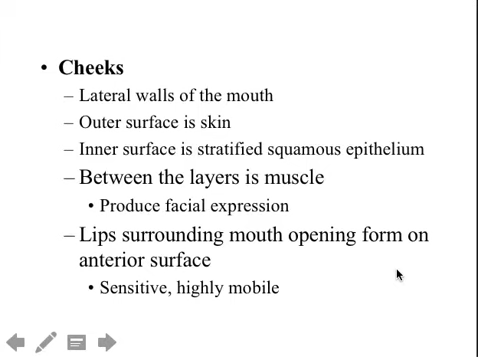 • Cheeks
– Lateral walls of the mouth
– Outer surface is skin
– Inner surface is stratified squamous epithelium
– Between the layers is muscle
• Produce facial expression
– Lips surrounding mouth opening form on
anterior surface
• Sensitive, highly mobile